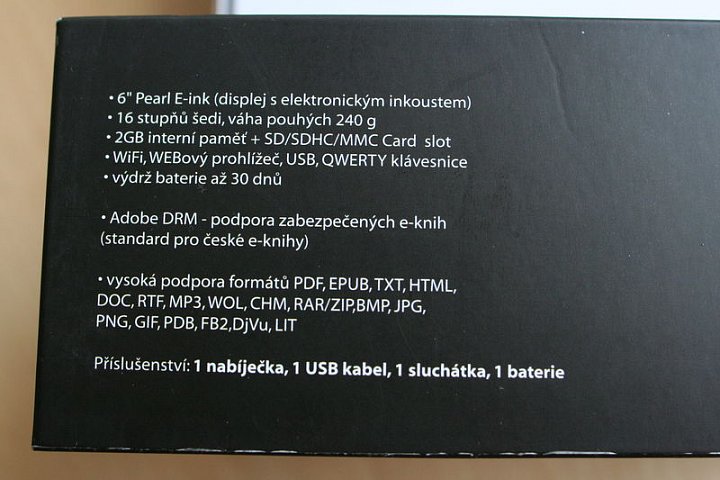 • 6" Pearl E-ink (displej s elektronickým inkoustem)
• 16 stupňů šedi, váha pouhých 240 g
• 2GB interní paměť + SD/SDHC/MMC Card slot
• WiFi, WEBový prohlížeč, USB, QWERTY klávesnice
• výdrž baterie až 30 dnů
• Adobe DRM - podpora zabezpečených e-knih
(standard pro české e-knihy)
• vysoká podpora formátů PDF, EPUB, TXT, HTML,
DOC, RTF, MP3, WOL, CHM, RAR/ZIP,BMP, JPG,
PNG, GIF, PDB, FB2,DjVu, LIT
Příslušenství: 1 nabíječka, 1 USB kabel, 1 sluchátka, 1 baterie